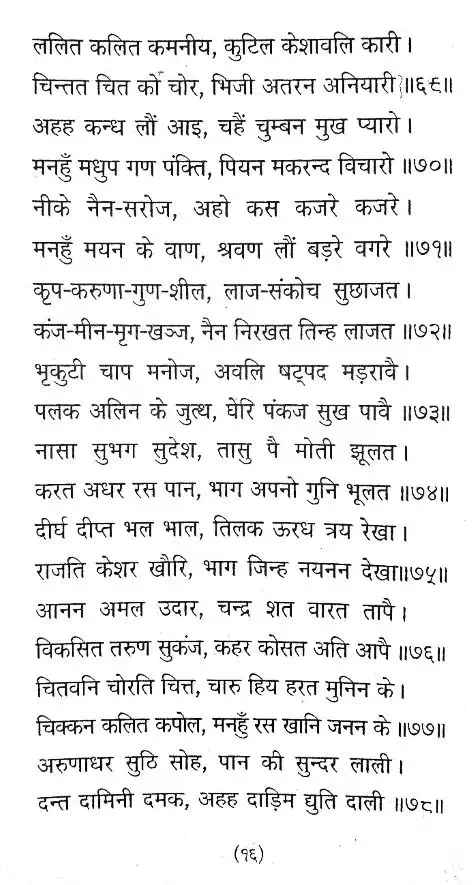 ललित कलित कमनीय, कुटिल केशावलि कारी ।
चिन्तत चित को चोर, भिजी अतरन अनियारी ॥६९॥
अहह कन्ध लौं आइ, चहैं चुम्बन मुख प्यारो ।
मनहुँ मधुप गण पंक्ति, पियन मकरन्द विचारो ॥७०॥
नीके नैन-सरोज, अहो कस कजरे कजरे ।
मनहुँ मयन के वाण, श्रवण लौं बड़रे वगरे ॥७१॥
कृप-करुणा-गुण-शील, लाज-संकोच सुछाजत ।
कंज-मीन-मृग-खञ्ज, नैन निरखत तिन्ह लाजत ॥७२॥
भृकुटी चाप मनोज, अवलि षट्पद मड़रावै ।
पलक अलिन के जुत्थ, घेरि पंकज सुख पावै ॥७३॥
नासा सुभग सुदेश, तासु पै मोती झूलत ।
करत अधर रस पान, भाग अपनो गुनि भूलत ॥७४॥
दीर्घ दीप्त भल भाल, तिलक ऊरध त्रय रेखा ।
राजति केशर खौरि, भाग जिन्ह नयनन देखा॥७५॥
आनन अमल उदार, चन्द्र शत वारत तापै ।
विकसित तरुण सुकंज, कहर कोसत अति आपै ॥७६॥
चितवनि चोरति चित्त, चारु हिय हरत मुनिन के ।
चिक्कन कलित कपोल, मनहुँ रस खानि जनन के ॥७७॥
अरुणाधर सुठि सोह, पान की सुन्दर लाली ।
दन्त दामिनी दमक, अहह दाड़िम द्युति दाली ॥७८॥
(१६)